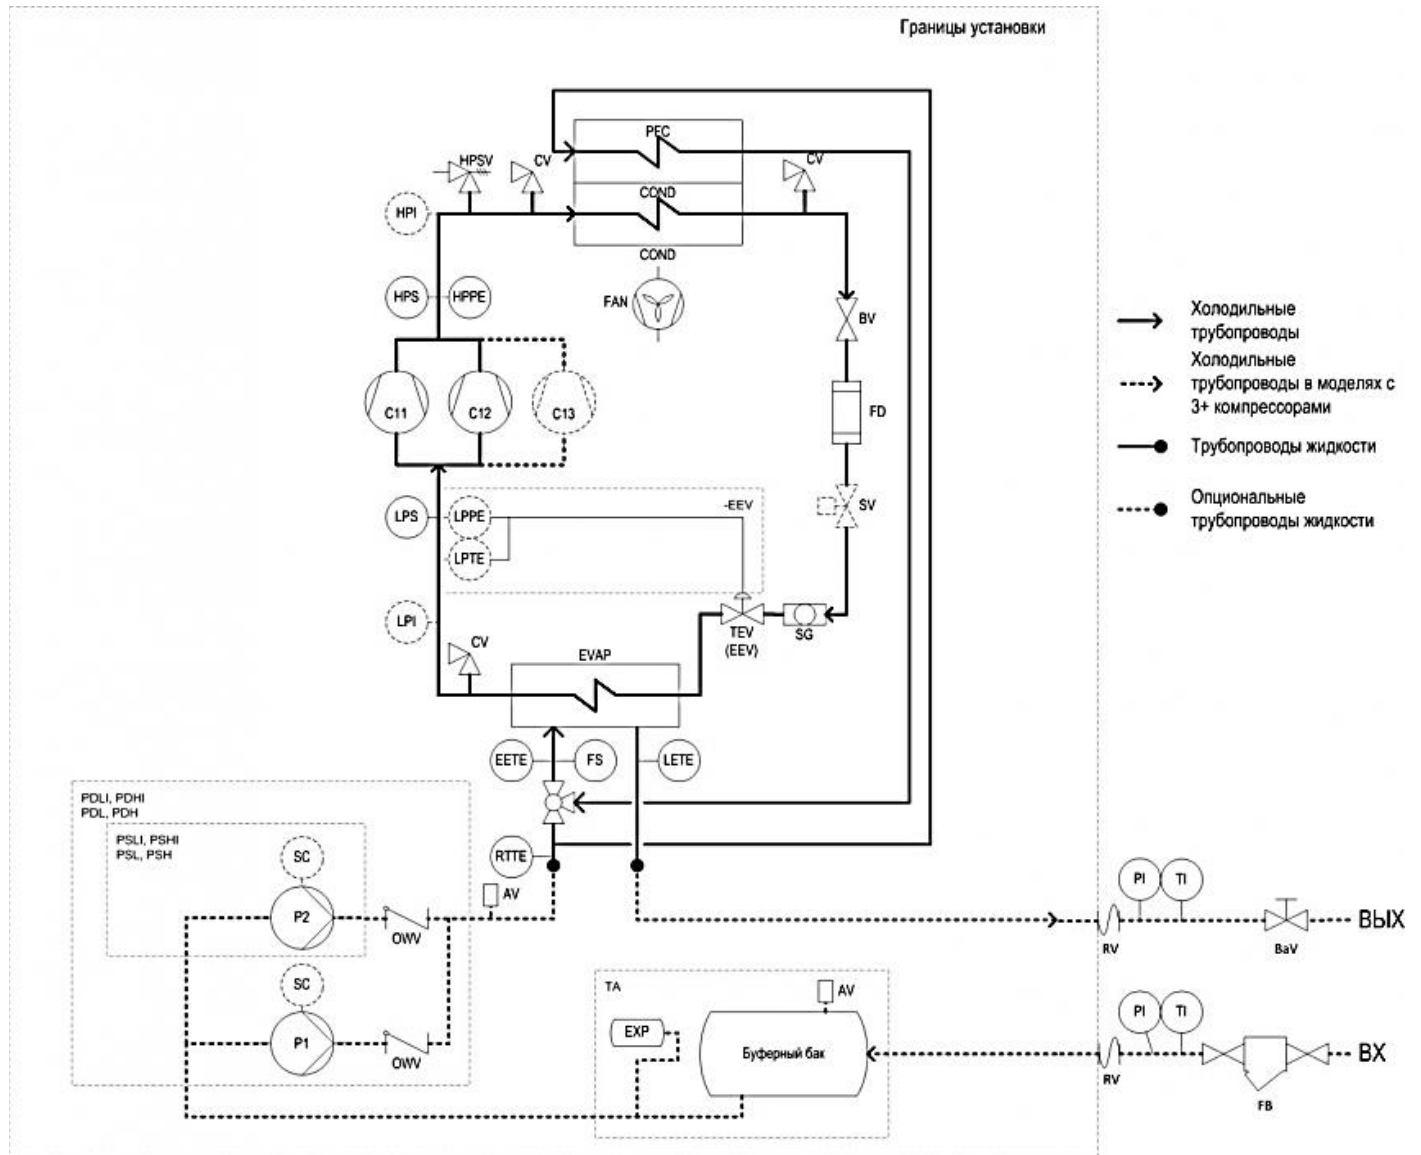 Границы установки
PEC
HPSV
CV
CV
COND
HPI
COND
HPS
HPPE
FAN
BV
Холодильные
трубопроводы
Холодильные
трубопроводы в моделях с
3+ компрессорами
C11
C12
C13
FD
Трубопроводы жидкости
-EEV
LPS
LPPE
SV
Опциональные
трубопроводы жидкости
LPTE
LPI
TEV
(EEV)
SG
CV
EVAP
EETE
FS
LETE
PDLI, PDHI
PDL, PDH
PSLI, PSHI
PSL, PSH
SC
RTTE
AV
P2
OWV
PI
TI
RV
BaV
ВЫХ
SC
TA
AV
P1
OWV
EXP
Буферный бак
PI
TI
RV
FB
ВХ